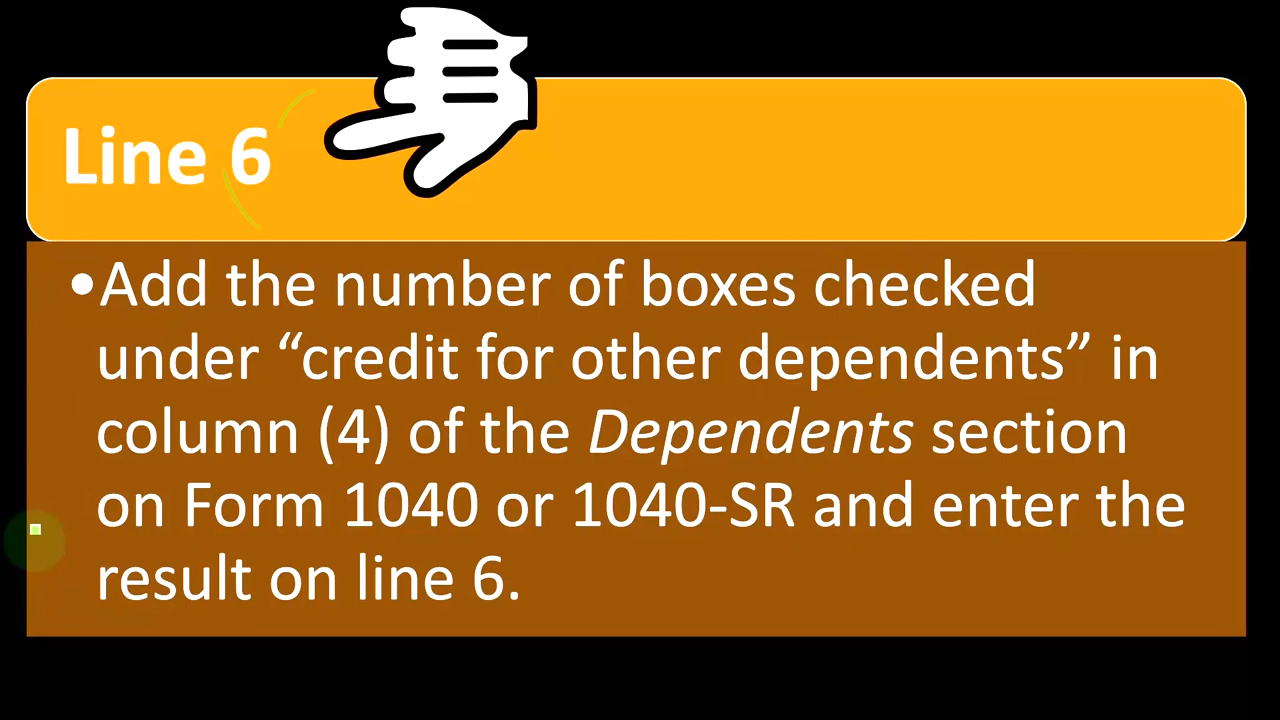 Line 6
•Add the number of boxes checked
under “credit for other dependents” in
column (4) of the Dependents section
on Form 1040 or 1040-SR and enter the
result on line 6.